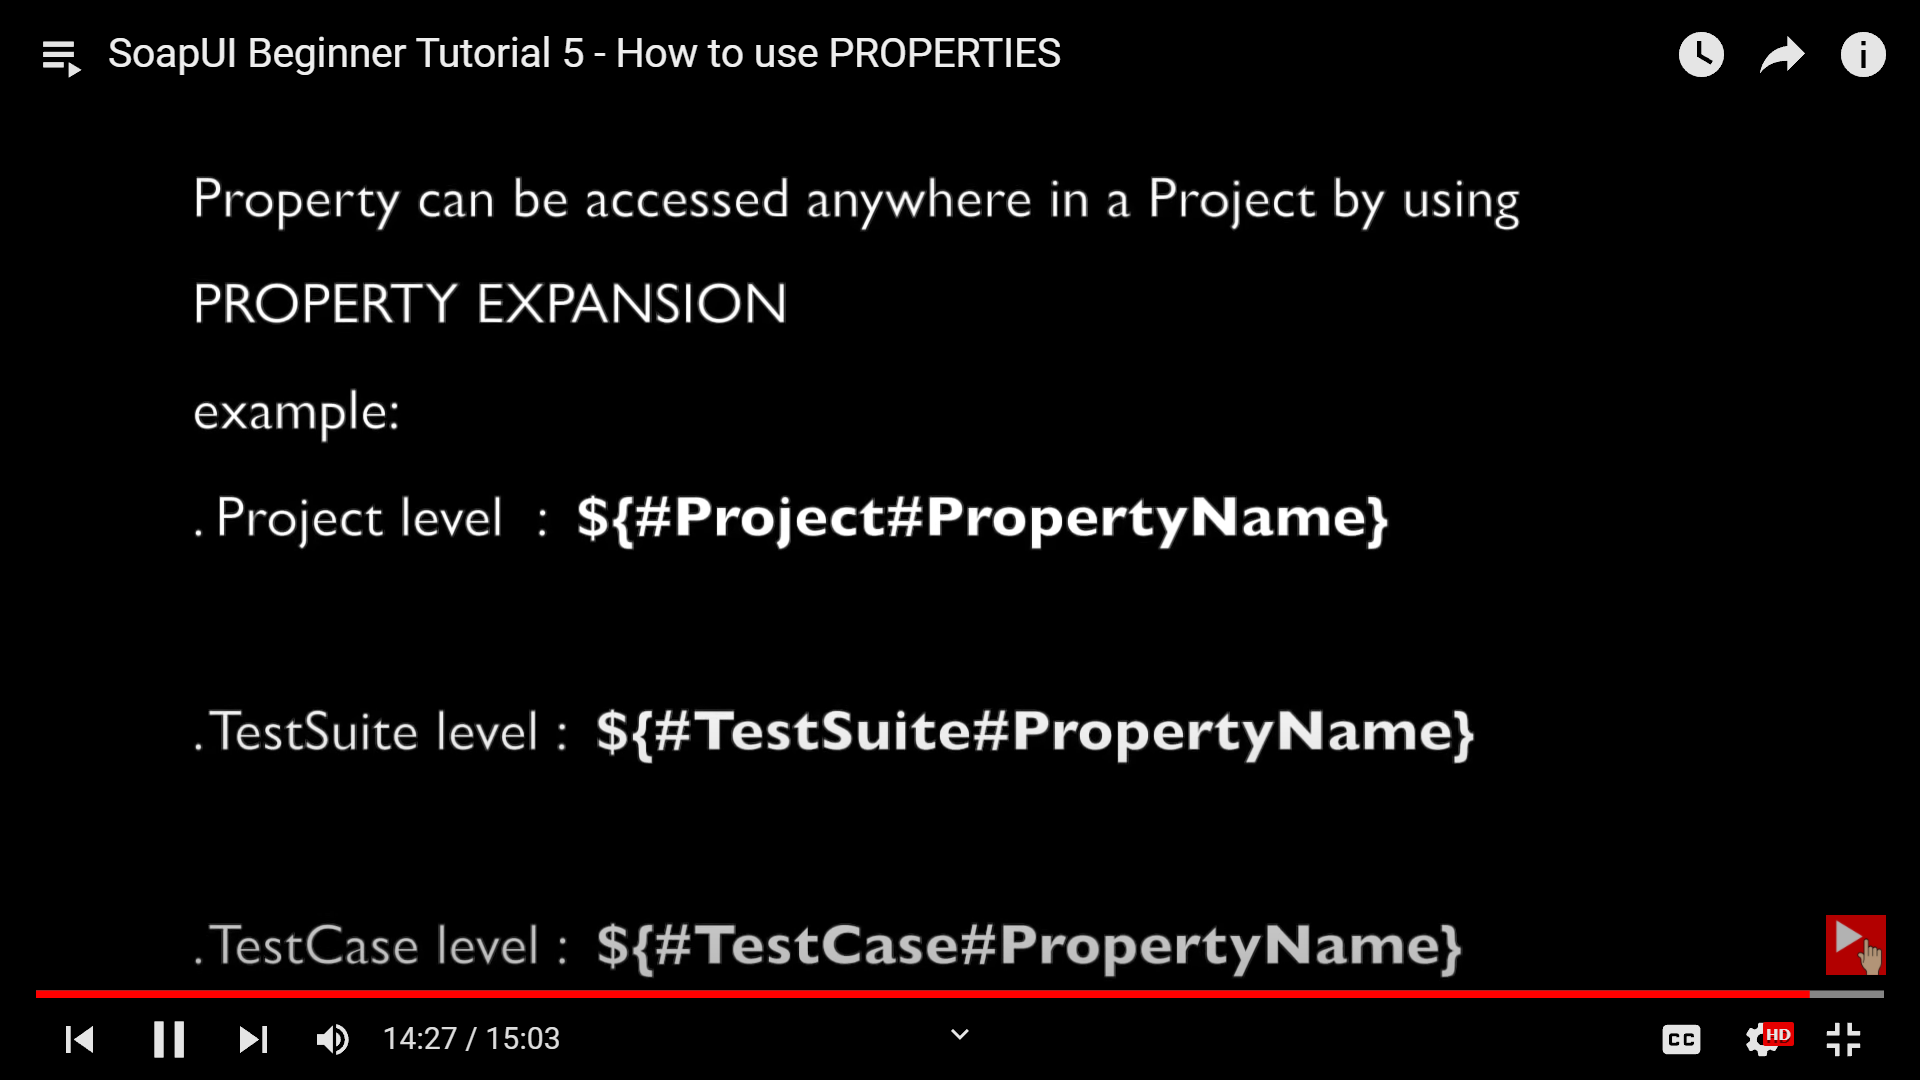 SoapUI Beginner Tutorial 5 - How to use PROPERTIES
Property can be accessed anywhere in a Project by using
PROPERTY EXPANSION
example:
. Project level : ${#Project#PropertyName}
. TestSuite level : ${#TestSuite#PropertyName}
. TestCase level : ${#TestCase#PropertyName}
14:27 / 15:03
CC
HD